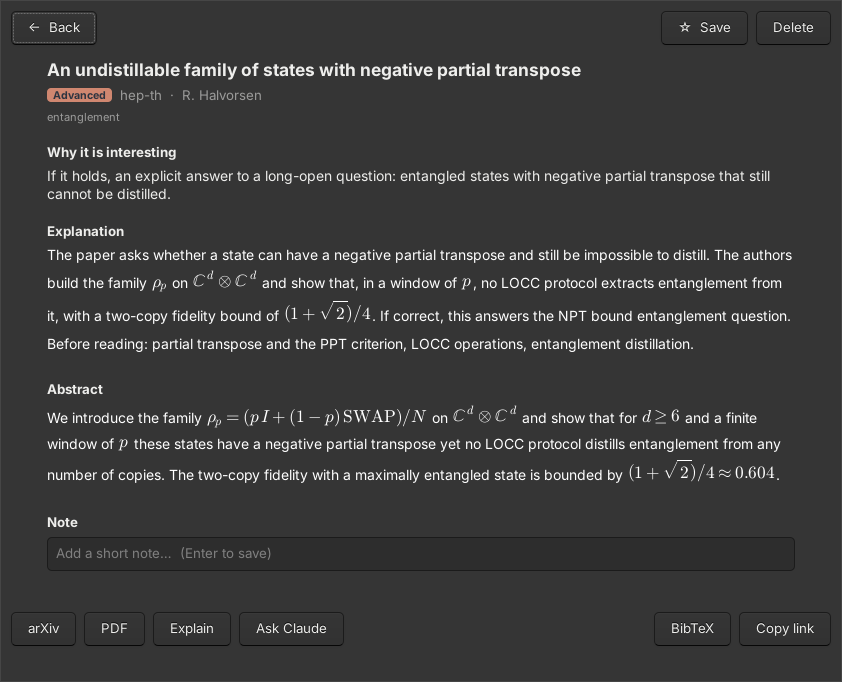 ← Back
☆ Save
Delete
An undistillable family of states with negative partial transpose
Advanced hep-th · R. Halvorsen
entanglement
Why it is interesting
If it holds, an explicit answer to a long-open question: entangled states with negative partial transpose that still
cannot be distilled.
Explanation
The paper asks whether a state can have a negative partial transpose and still be impossible to distill. The authors
build the family ρ_p on ℂ^d ⊗ ℂ^d and show that, in a window of p, no LOCC protocol extracts entanglement from
it, with a two-copy fidelity bound of (1 + √2)/4. If correct, this answers the NPT bound entanglement question.
Before reading: partial transpose and the PPT criterion, LOCC operations, entanglement distillation.
Abstract
We introduce the family ρ_p = (p I + (1 − p) SWAP)/N on ℂ^d ⊗ ℂ^d and show that for d ≥ 6 and a finite
window of p these states have a negative partial transpose yet no LOCC protocol distills entanglement from any
number of copies. The two-copy fidelity with a maximally entangled state is bounded by (1 + √2)/4 ≈ 0.604.
Note
Add a short note... (Enter to save)
arXiv
PDF
Explain
Ask Claude
BibTeX
Copy link